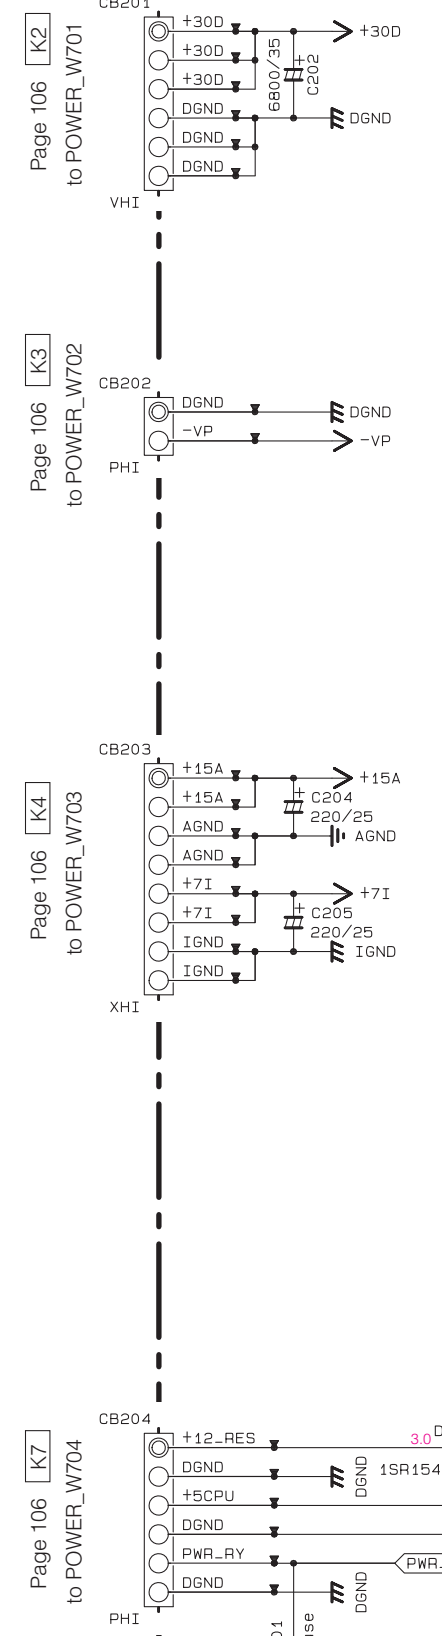 CB201
K2
Page 106
to POWER_W701
+30D
+30D
+30D
+30D
DGND
DGND
DGND
DGND
6800/35
+
C202
VHI
K3
Page 106
to POWER_W702
CB202
DGND
DGND
-VP
-VP
PHI
K4
Page 106
to POWER_W703
CB203
+15A
+15A
+15A
+
C204
220/25
AGND
AGND
AGND
+7I
+7I
+7I
+
C205
220/25
IGND
IGND
IGND
XHI
K7
Page 106
to POWER_W704
CB204
+12_RES
3.0
D
DGND
DGND
1SR154
+5CPU
DGND
PWR_RY
PWR_
DGND
DGND
PHI